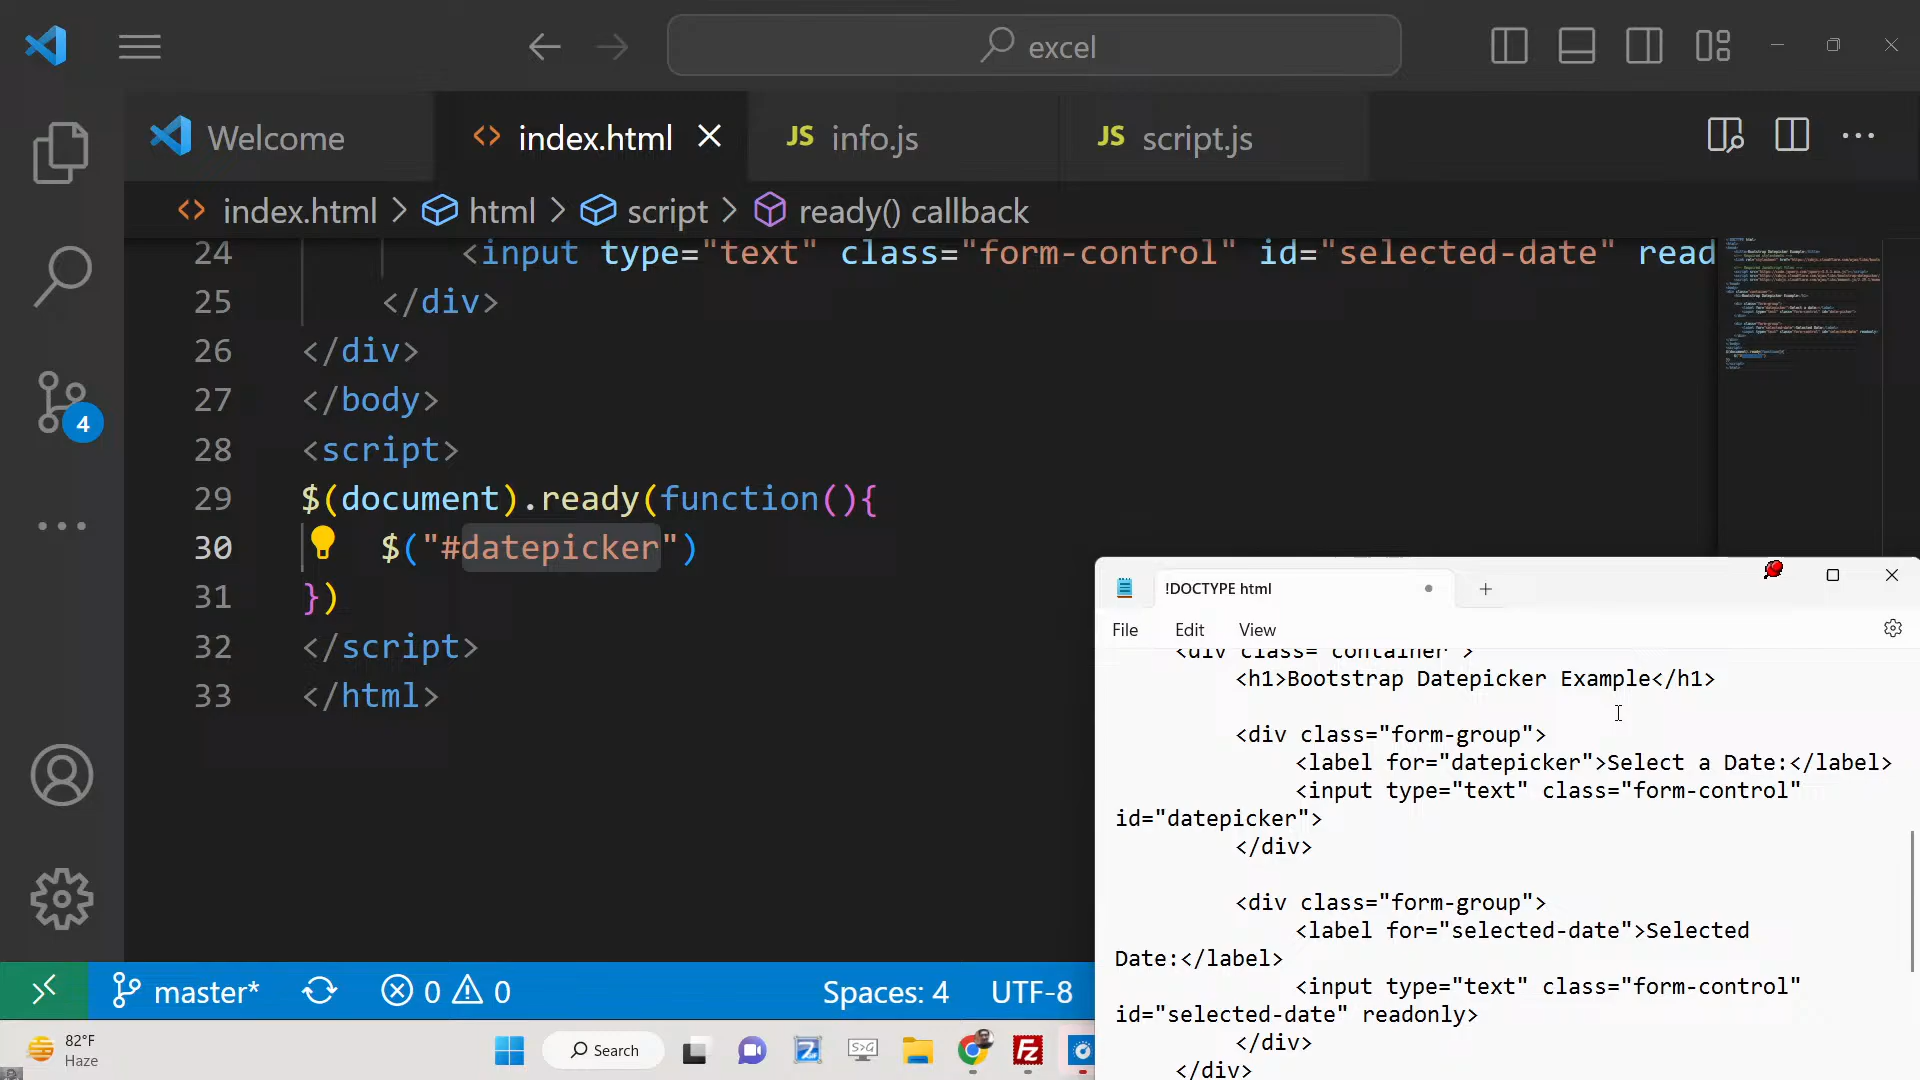 excel
Welcome
index.html
JS info.js
JS script.js
index.html > html > script > ready() callback
24 <input type="text" class="form-control" id="selected-date" read
25 </div>
26 </div>
27 </body>
28 <script>
29 $(document).ready(function(){
30 $("#datepicker")
31 })
32 </script>
33 </html>
!DOCTYPE html
File Edit View
<div class="container">
<h1>Bootstrap Datepicker Example</h1>
<div class="form-group">
<label for="datepicker">Select a Date:</label>
<input type="text" class="form-control"
id="datepicker">
</div>
<div class="form-group">
<label for="selected-date">Selected
Date:</label>
<input type="text" class="form-control"
id="selected-date" readonly>
</div>
</div>
4
master* 0 0 Spaces: 4 UTF-8
82°F
Haze
Search